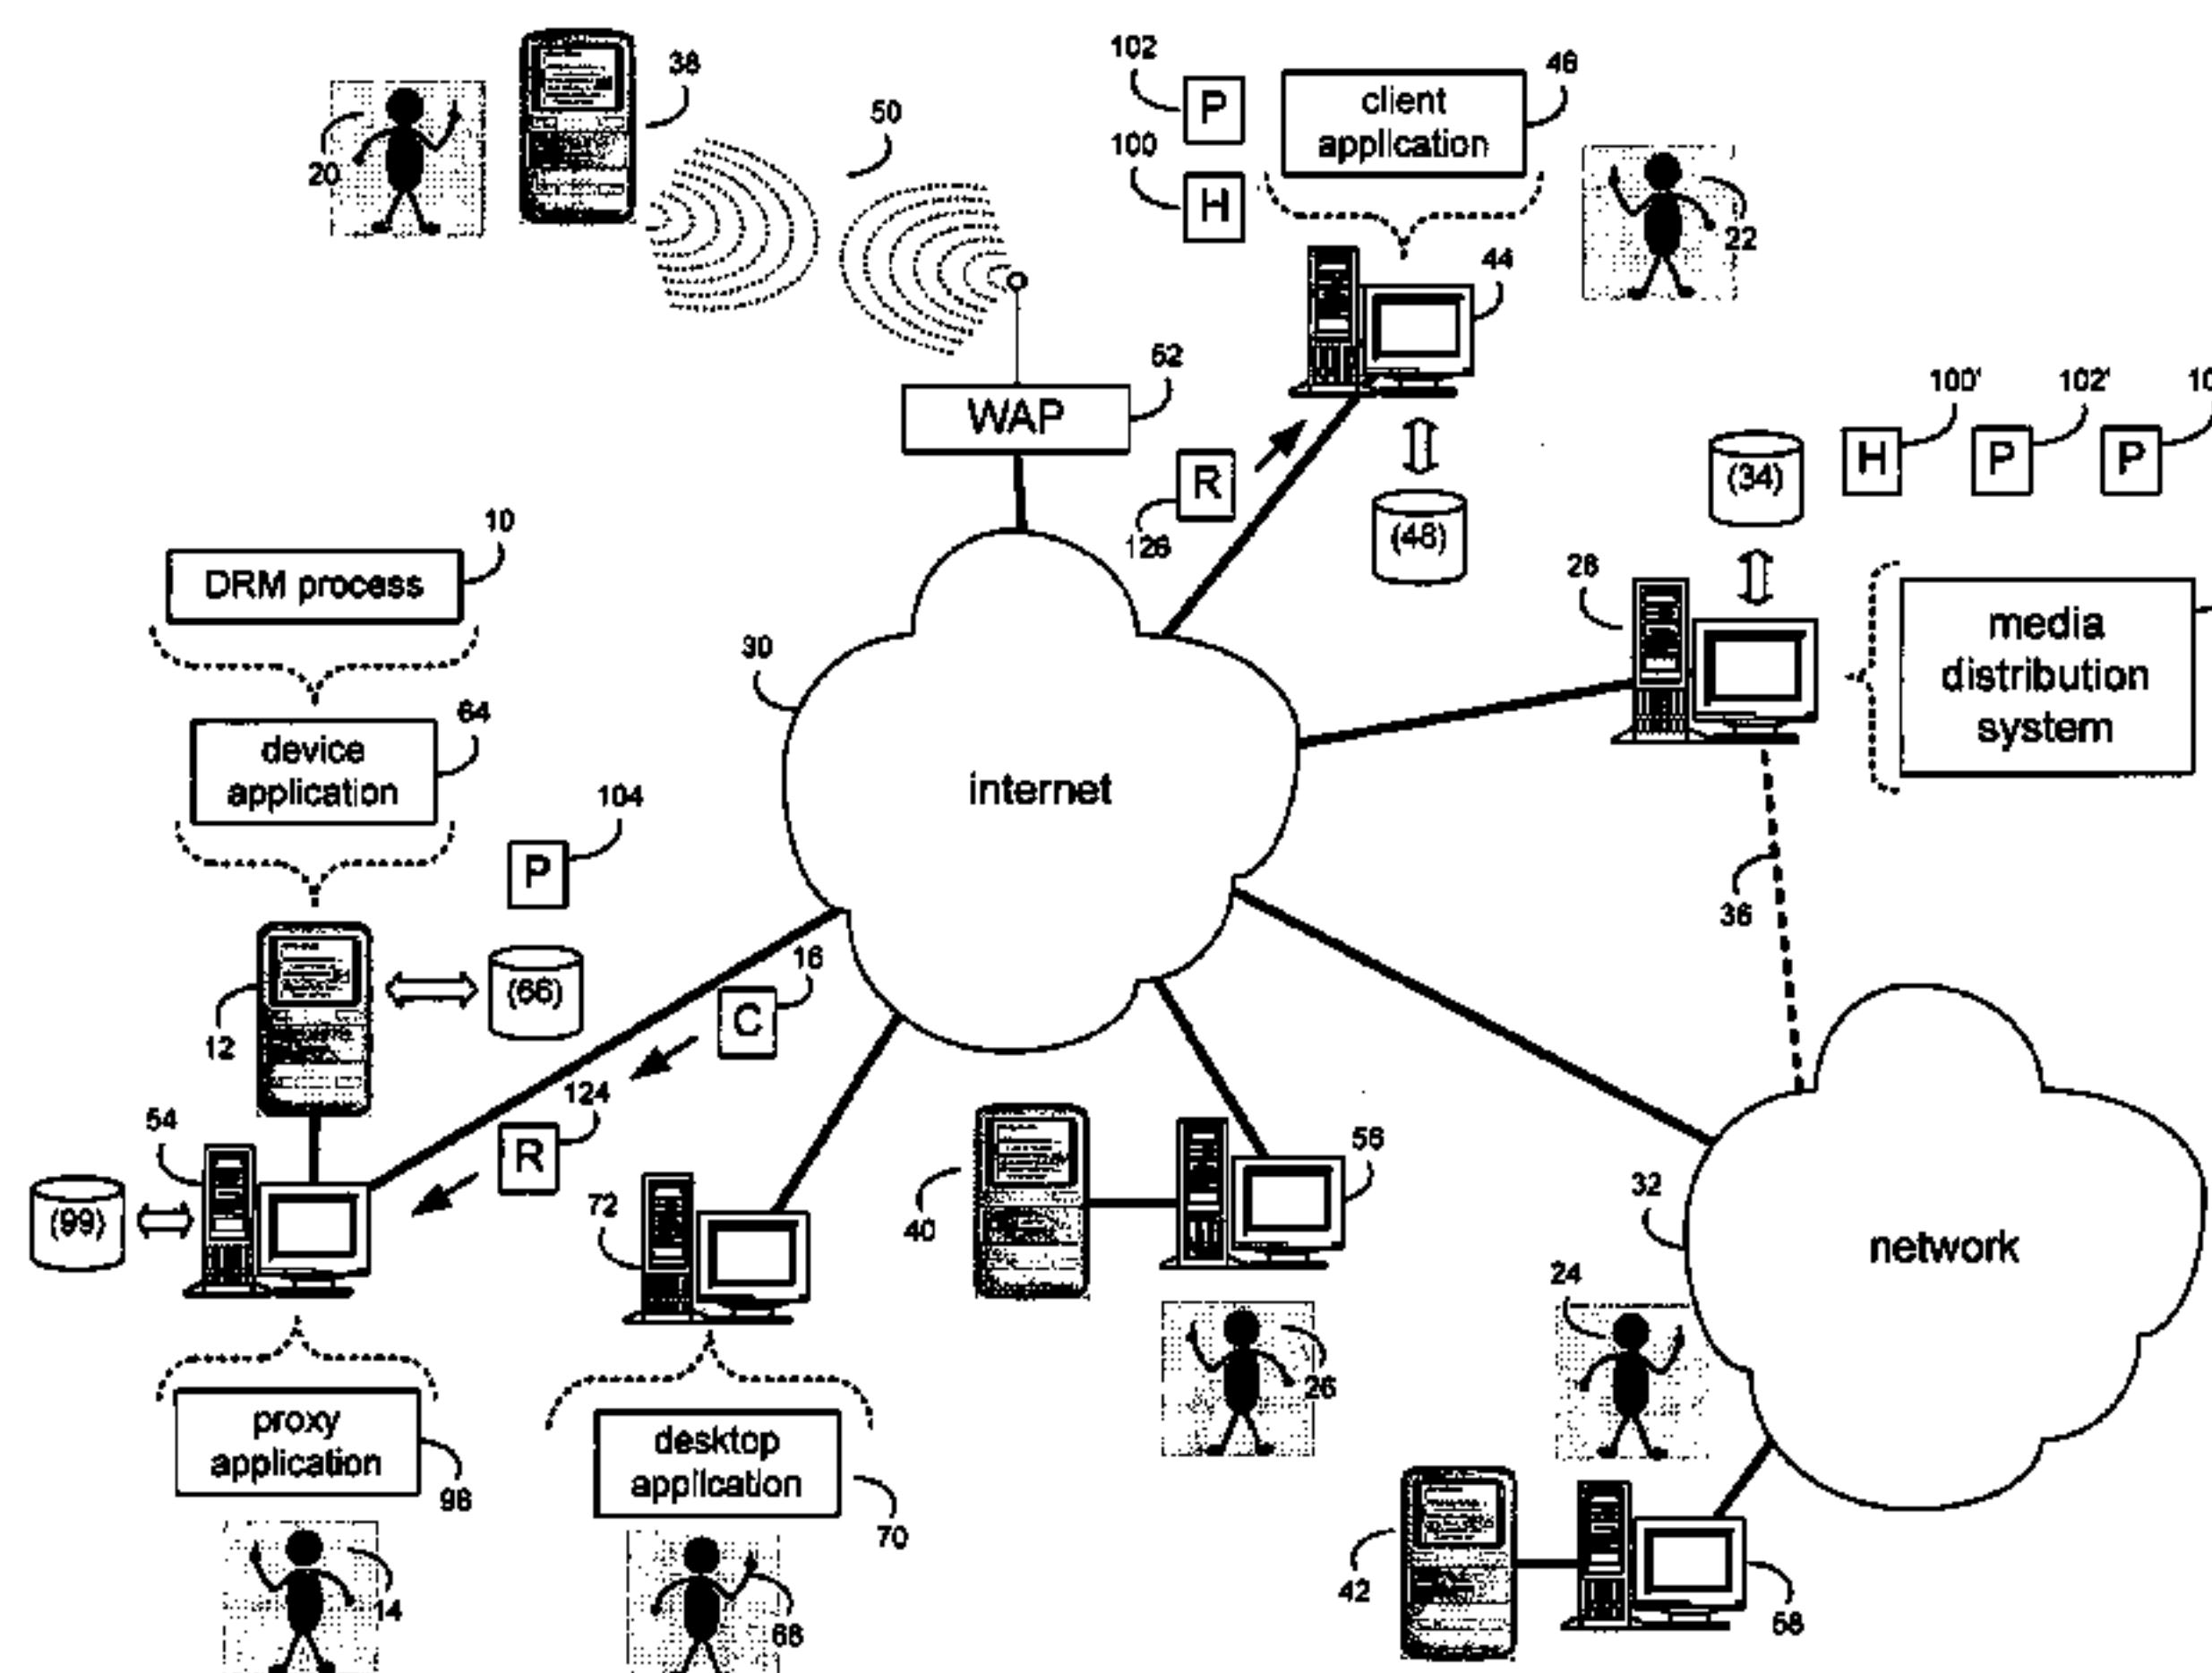 38
102
P
client
application
46
50
20
100
H
22
44
52
WAP
100'
102'
10
H
P
P
(34)
R
126
(48)
10
DRM process
28
media
distribution
system
30
64
device
application
internet
104
P
36
16
(66)
C
12
124
54
R
56
(99)
72
40
32
network
24
26
proxy
application
98
desktop
application
70
14
68
42
58